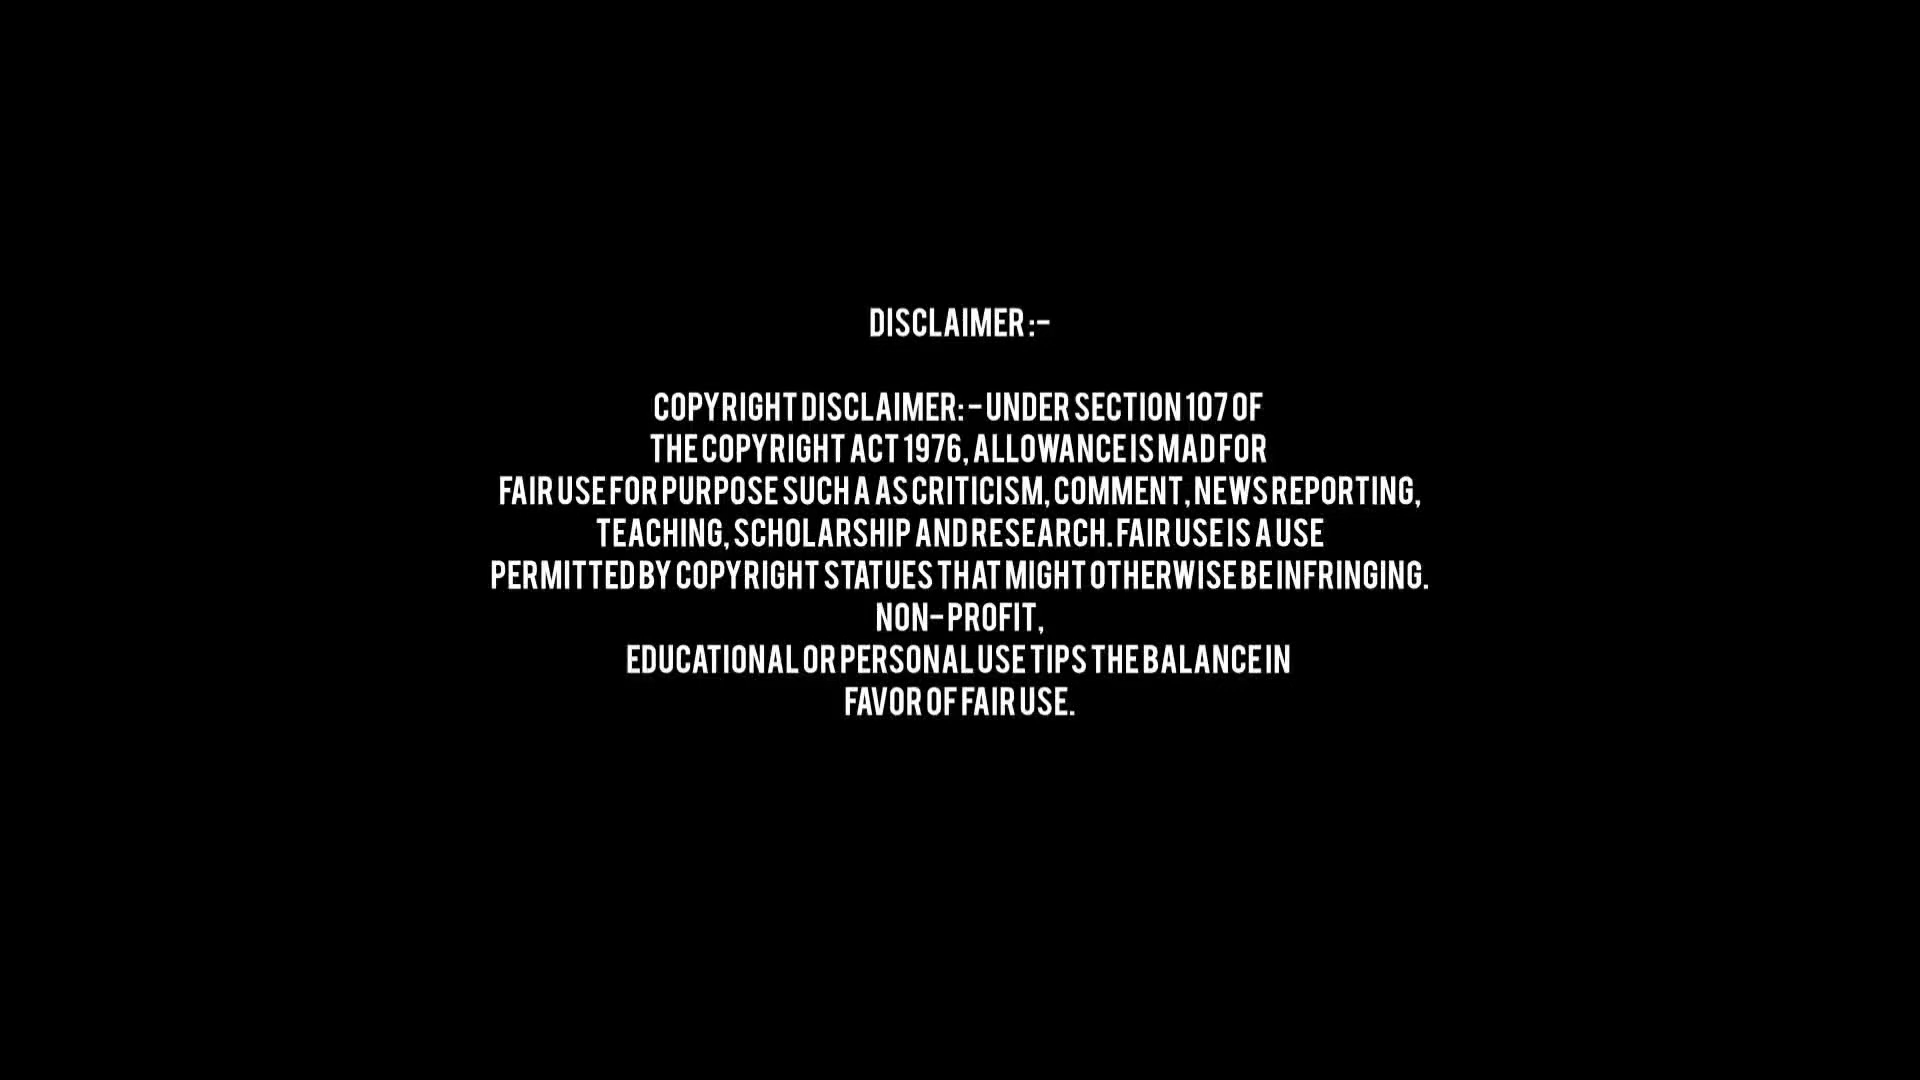 DISCLAIMER :-
COPYRIGHT DISCLAIMER: - UNDER SECTION 107 OF
THE COPYRIGHT ACT 1976, ALLOWANCE IS MAD FOR
FAIR USE FOR PURPOSE SUCH A AS CRITICISM, COMMENT, NEWS REPORTING,
TEACHING, SCHOLARSHIP AND RESEARCH. FAIR USE IS A USE
PERMITTED BY COPYRIGHT STATUES THAT MIGHT OTHERWISE BE INFRINGING.
NON- PROFIT,
EDUCATIONAL OR PERSONAL USE TIPS THE BALANCE IN
FAVOR OF FAIR USE.